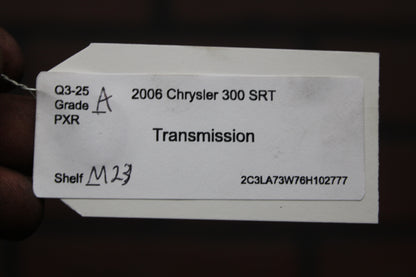 Q3-25
Grade A
PXR
2006 Chrysler 300 SRT
Transmission
Shelf M23
2C3LA73W76H102777